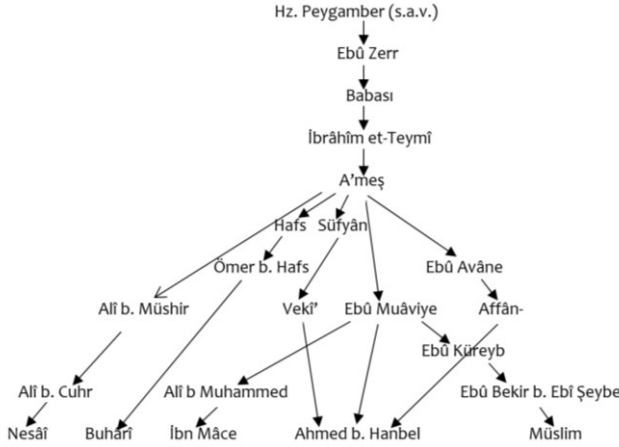 Hz. Peygamber (s.a.v.)
Ebû Zerr
Babası
İbrâhîm et-Teymî
A'meş
Hafs Süfyân
Ömer b. Hafs Ebû Avâne
Alî b. Müshir Vekî' Ebû Muâviye Affân-
Ebû Küreyb
Alî b. Cuhr Alî b Muhammed Ebû Bekir b. Ebî Şeybe
Nesâî Buhârî İbn Mâce Ahmed b. Hanbel Müslim